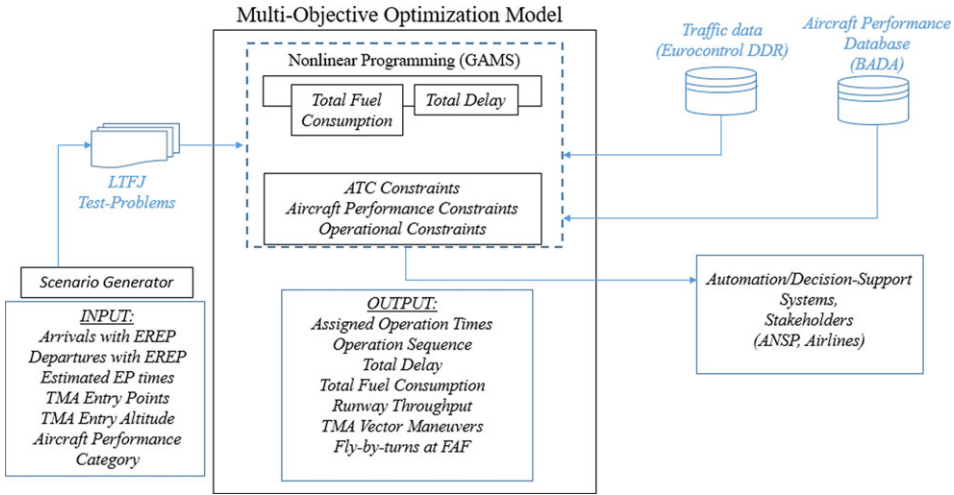 Multi-Objective Optimization Model
Nonlinear Programming (GAMS)
Total Fuel
Consumption
Total Delay
ATC Constraints
Aircraft Performance Constraints
Operational Constraints
Traffic data
(Eurocontrol DDR)
Aircraft Performance
Database
(BADA)
LTFJ
Test-Problems
Scenario Generator
INPUT:
Arrivals with EREP
Departures with EREP
Estimated EP times
TMA Entry Points
TMA Entry Altitude
Aircraft Performance
Category
OUTPUT:
Assigned Operation Times
Operation Sequence
Total Delay
Total Fuel Consumption
Runway Throughput
TMA Vector Maneuvers
Fly-by-turns at FAF
Automation/Decision-Support
Systems,
Stakeholders
(ANSP, Airlines)